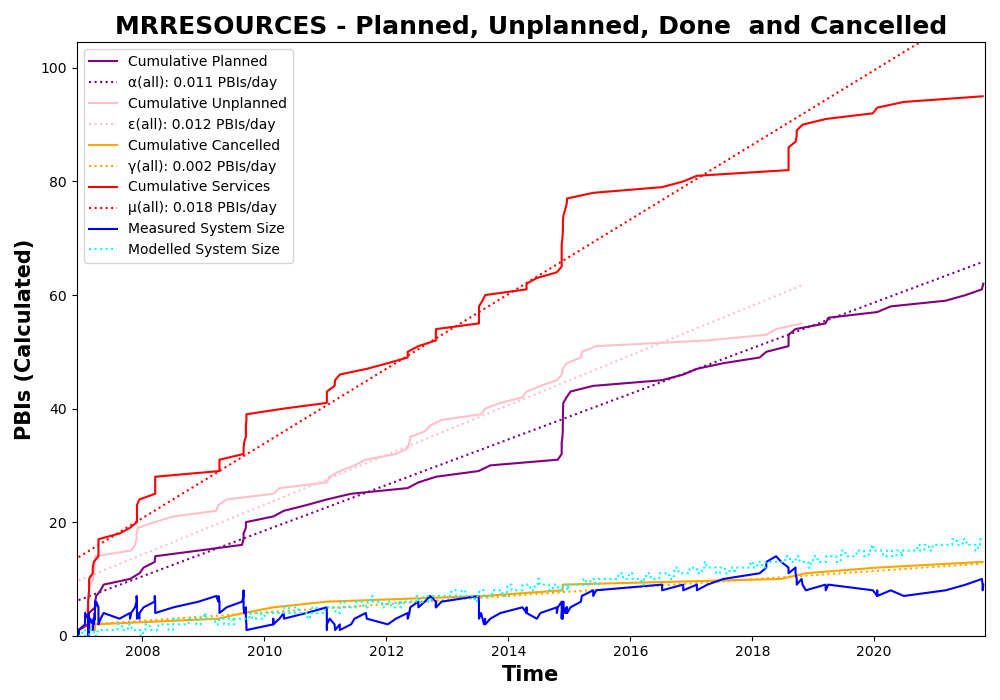 MRRESOURCES - Planned, Unplanned, Done  and Cancelled
Cumulative Planned
α(all): 0.011 PBIs/day
Cumulative Unplanned
ε(all): 0.012 PBIs/day
Cumulative Cancelled
γ(all): 0.002 PBIs/day
Cumulative Services
μ(all): 0.018 PBIs/day
Measured System Size
Modelled System Size
PBIs (Calculated)
100
80
60
40
20
0
2008 2010 2012 2014 2016 2018 2020
Time